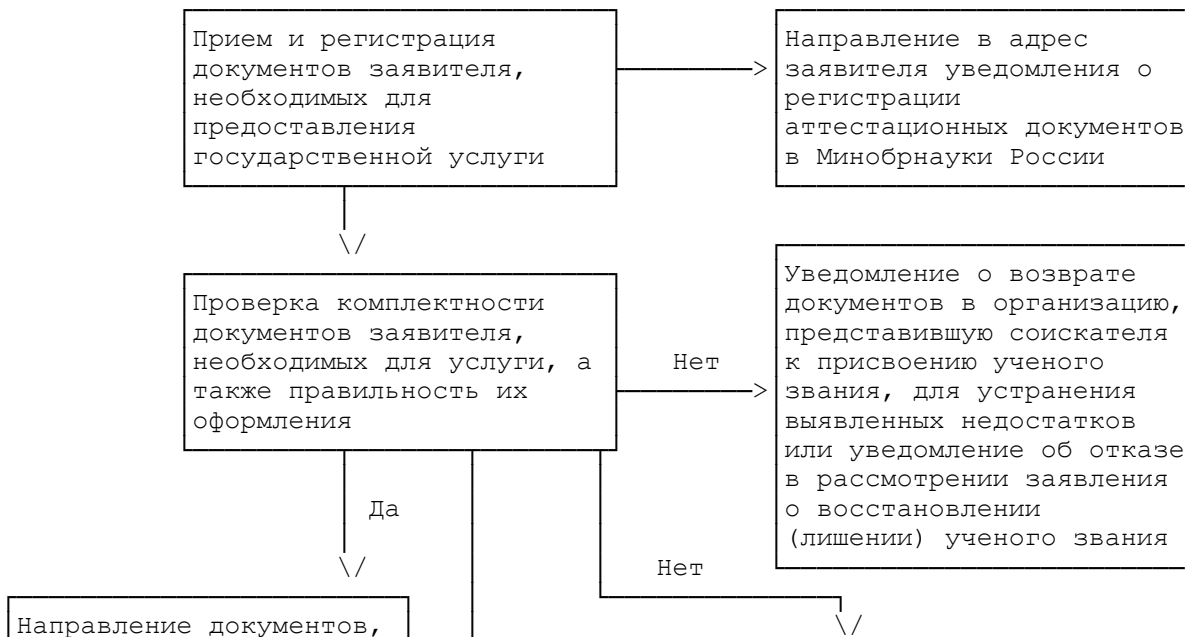 Прием и регистрация
документов заявителя,
необходимых для
предоставления
государственной услуги
Направление в адрес
заявителя уведомления о
регистрации
аттестационных документов
в Минобрнауки России
Проверка комплектности
документов заявителя,
необходимых для услуги, а
также правильность их
оформления
Нет
Уведомление о возврате
документов в организацию,
представившую соискателя
к присвоению ученого
звания, для устранения
выявленных недостатков
или уведомление об отказе
в рассмотрении заявления
о восстановлении
(лишении) ученого звания
Да
Нет
Направление документов,